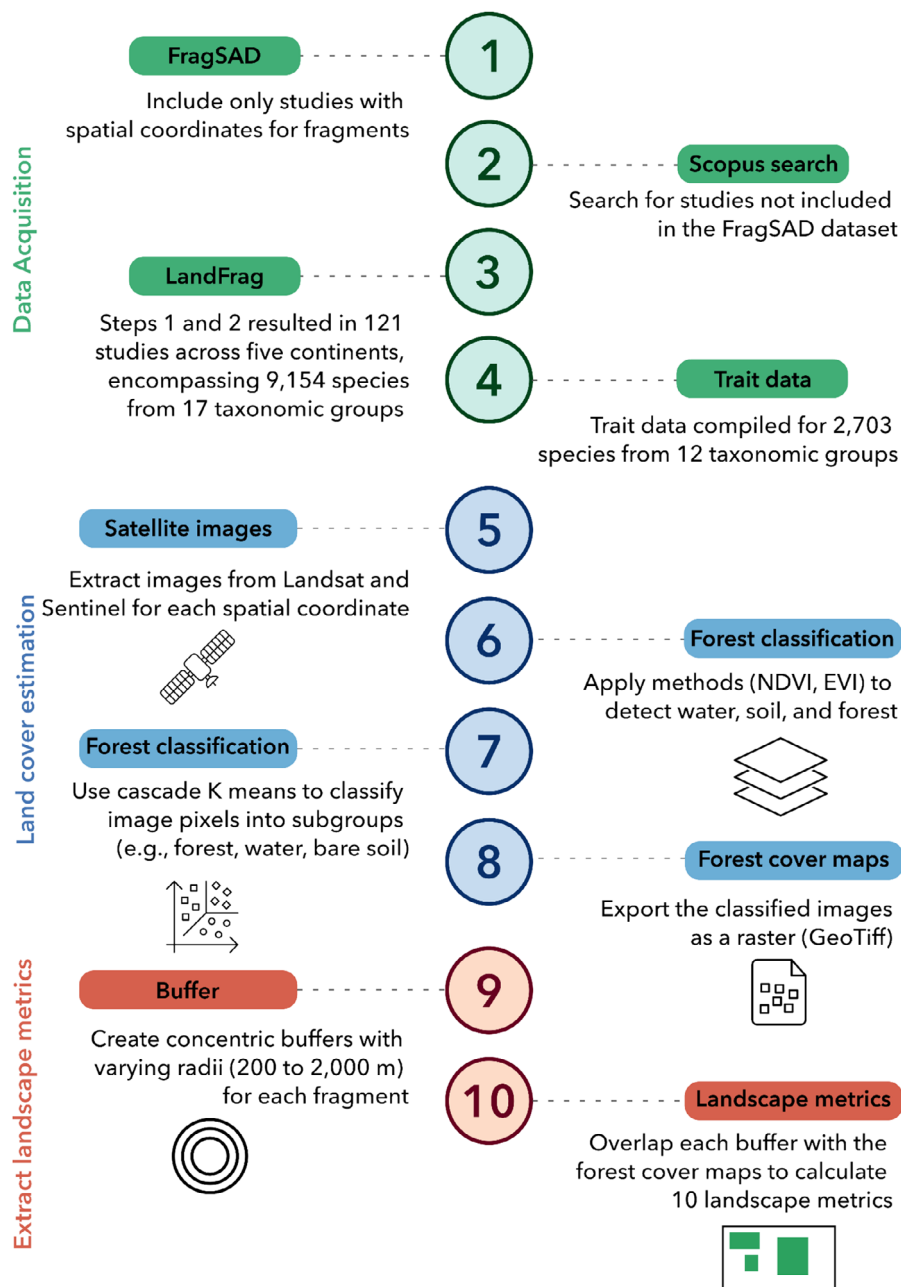 1
FragSAD
Include only studies with
spatial coordinates for fragments
2
Scopus search
Search for studies not included
in the FragSAD dataset
3
LandFrag
Steps 1 and 2 resulted in 121
studies across five continents,
encompassing 9,154 species
from 17 taxonomic groups
4
Trait data
Trait data compiled for 2,703
species from 12 taxonomic groups
Data Acquisition
5
Satellite images
Extract images from Landsat and
Sentinel for each spatial coordinate
6
Forest classification
Apply methods (NDVI, EVI) to
detect water, soil, and forest
7
Forest classification
Use cascade K means to classify
image pixels into subgroups
(e.g., forest, water, bare soil)
8
Forest cover maps
Export the classified images
as a raster (GeoTiff)
Land cover estimation
9
Buffer
Create concentric buffers with
varying radii (200 to 2,000 m)
for each fragment
10
Landscape metrics
Overlap each buffer with the
forest cover maps to calculate
10 landscape metrics
Extract landscape metrics